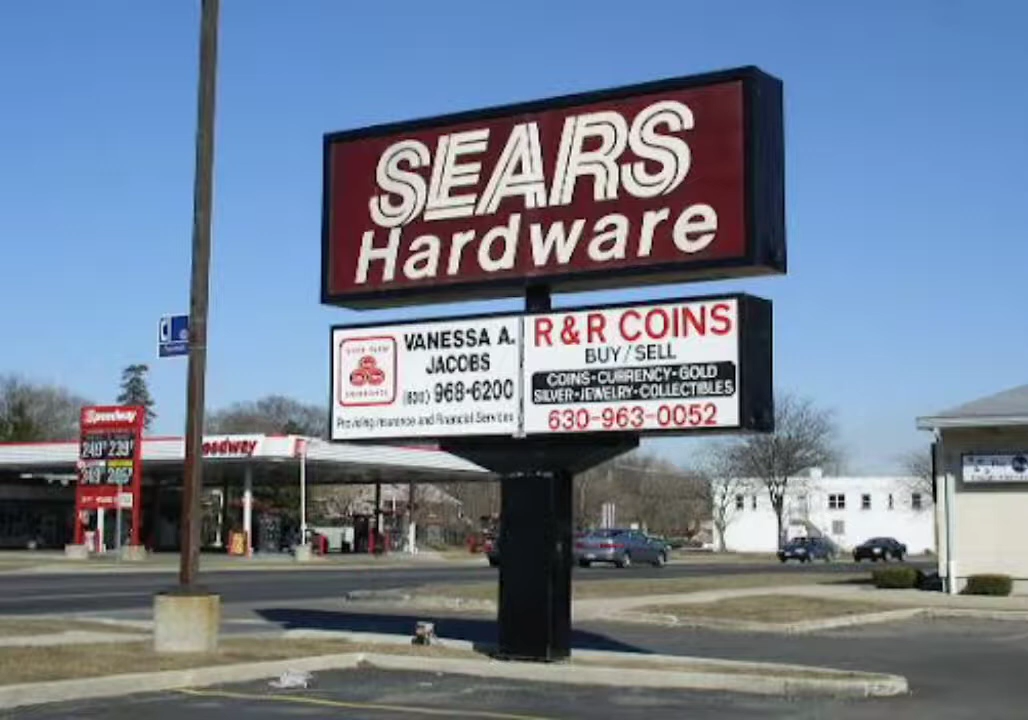 SEARS
Hardware
VANESSA A.
JACOBS
(630) 968-6200
Providing Insurance and Financial Services
R & R COINS
BUY/SELL
COINS•CURRENCY•GOLD
SILVER•JEWELRY•COLLECTIBLES
630-963-0052
Speedway